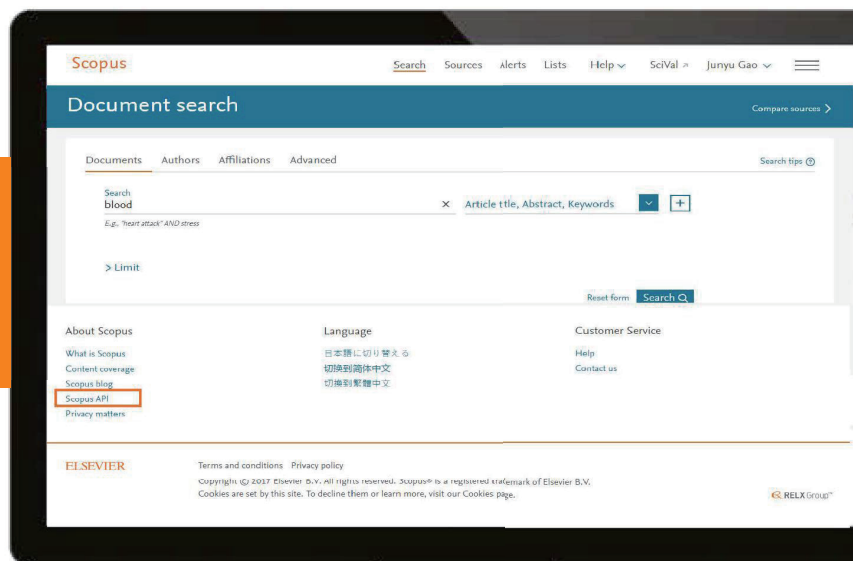 Scopus
Search Sources Alerts Lists Help SciVal Junyu Gao
Document search
Compare sources
Documents Authors Affiliations Advanced
Search tips
Search
blood
Article title, Abstract, Keywords
E.g., "heart attack" AND stress
> Limit
Reset form Search
About Scopus
Language
Customer Service
What is Scopus
日本語に切り替える
Help
Content coverage
切换到简体中文
Contact us
Scopus blog
切換到繁體中文
Scopus API
Privacy matters
ELSEVIER
Terms and conditions Privacy policy
Copyright © 2017 Elsevier B.V. All rights reserved. Scopus® is a registered trademark of Elsevier B.V.
Cookies are set by this site. To decline them or learn more, visit our Cookies page.
RELX Group™